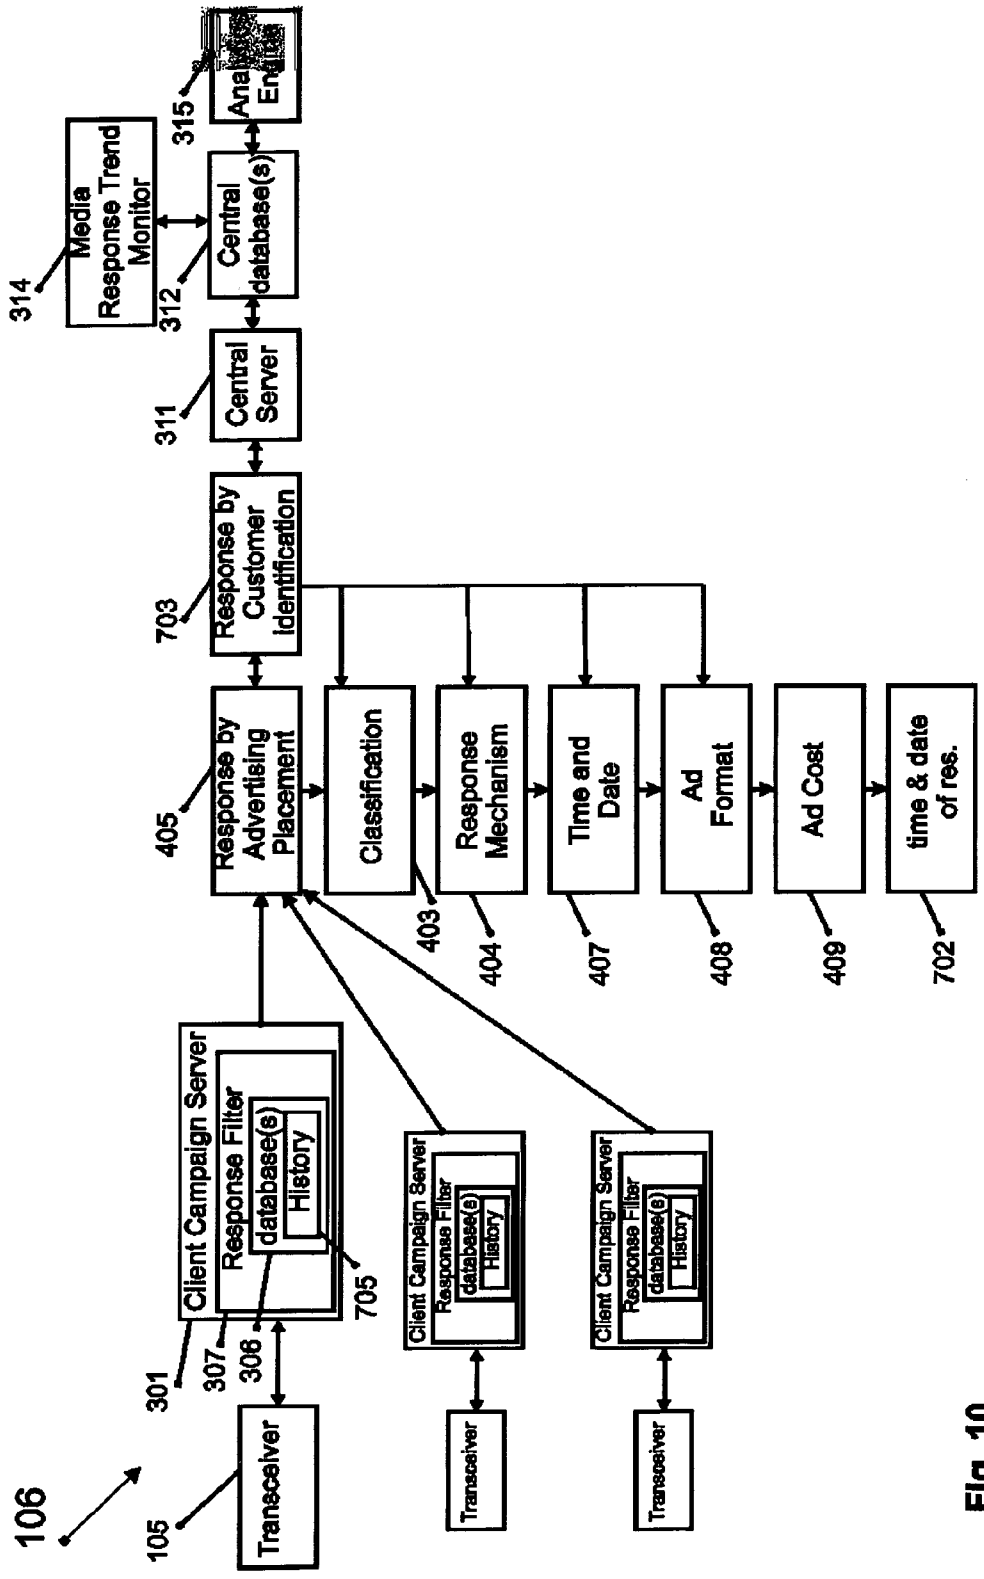 106
105
Transceiver
301
307
306
705
Client Campaign Server
Response Filter
database(s)
History
Transceiver
Client Campaign Server
Response Filter
database(s)
History
Transceiver
Client Campaign Server
Response Filter
database(s)
History
405
Response by
Advertising
Placement
Classification
403
Response
Mechanism
404
Time and
Date
407
Ad
Format
408
Ad Cost
409
time & date
of res.
702
703
Response by
Customer
Identification
311
Central
Server
312
Central
database(s)
314
Media
Response Trend
Monitor
315
Engine
Fig. 10